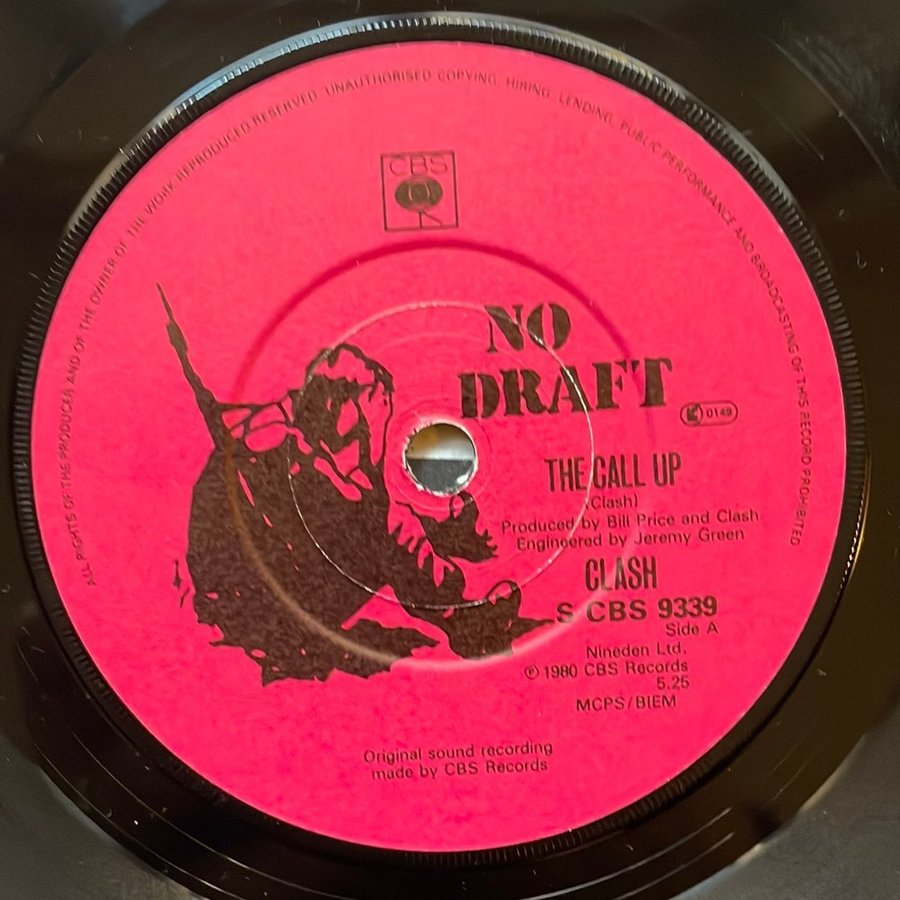 ALL RIGHTS OF THE PRODUCER AND OF THE OWNER OF THE WORK REPRODUCED RESERVED. UNAUTHORISED COPYING. HIRING. LENDING. PUBLIC PERFORMANCE AND BROADCASTING OF THIS RECORD PROHIBITED
CBS
NO
DRAFT
0149
THE CALL UP
(Clash)
Produced by Bill Price and Clash
Engineered by Jeremy Green
CLASH
S CBS 9339
Side A
Nineden Ltd.
℗ 1980 CBS Records
5.25
MCPS/BIEM
Original sound recording
made by CBS Records